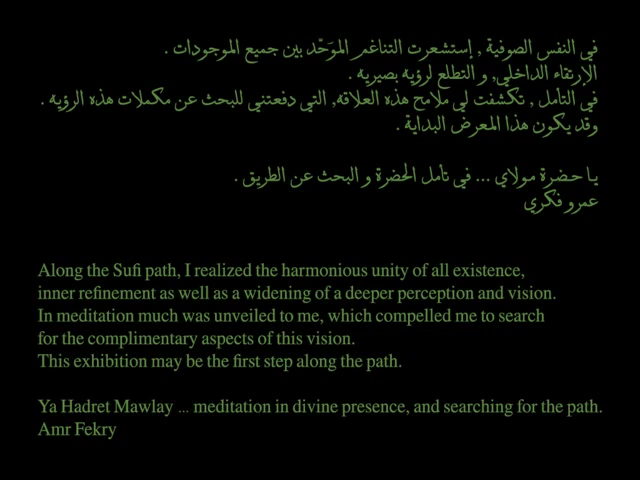 في النفس الصوفية , إستشعرت التناغم الموَحّد بين جميع الموجودات .
الإرتقاء الداخلي, و التطلع لرؤيه بصيريه .
في التأمل , تكشفت لي ملامح هذه العلاقه, التي دفعتني للبحث عن مكملات هذه الرؤيه .
وقد يكون هذا المعرض البداية .
يا حضرة مولاي ... في تأمل الحضرة و البحث عن الطريق .
عمرو فكري
Along the Sufi path, I realized the harmonious unity of all existence,
inner refinement as well as a widening of a deeper perception and vision.
In meditation much was unveiled to me, which compelled me to search
for the complimentary aspects of this vision.
This exhibition may be the first step along the path.
Ya Hadret Mawlay ... meditation in divine presence, and searching for the path.
Amr Fekry